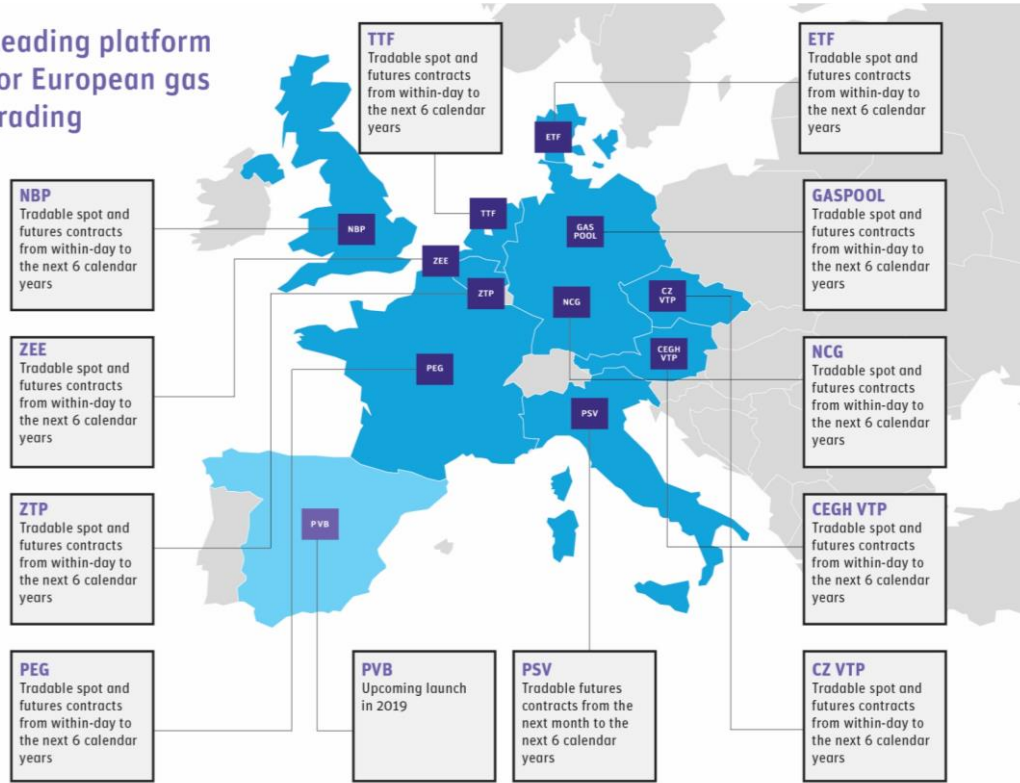 eading platform
or European gas
rading
TTF
Tradable spot and
futures contracts
from within-day to
the next 6 calendar
years
ETF
Tradable spot and
futures contracts
from within-day to
the next 6 calendar
years
NBP
Tradable spot and
futures contracts
from within-day to
the next 6 calendar
years
GASPOOL
Tradable spot and
futures contracts
from within-day to
the next 6 calendar
years
ZEE
Tradable spot and
futures contracts
from within-day to
the next 6 calendar
years
NCG
Tradable spot and
futures contracts
from within-day to
the next 6 calendar
years
ZTP
Tradable spot and
futures contracts
from within-day to
the next 6 calendar
years
CEGH VTP
Tradable spot and
futures contracts
from within-day to
the next 6 calendar
years
PEG
Tradable spot and
futures contracts
from within-day to
the next 6 calendar
years
PVB
Upcoming launch
in 2019
PSV
Tradable futures
contracts from the
next month to the
next 6 calendar
years
CZ VTP
Tradable spot and
futures contracts
from within-day to
the next 6 calendar
years
ETF
TTF
NBP
GAS
POOL
ZEE
ZTP
NCG
CZ
VTP
CEGH
VTP
PEG
PSV
PVB